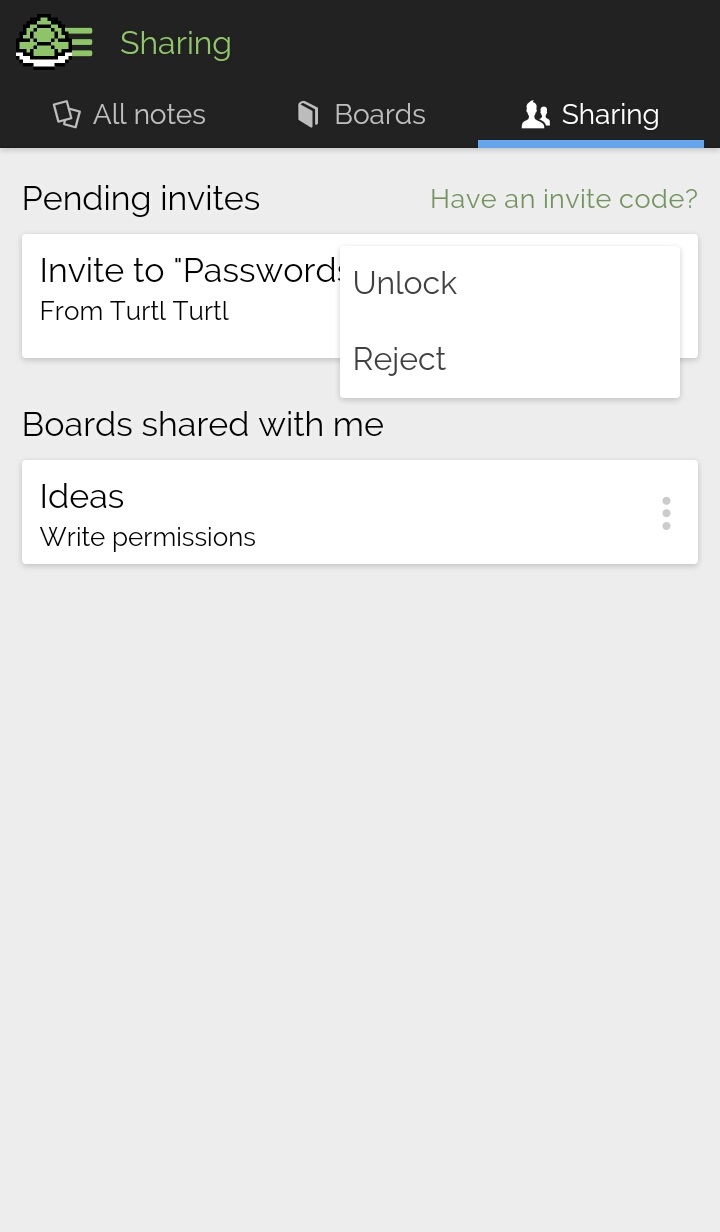 Sharing
All notes
Boards
Sharing
Pending invites
Have an invite code?
Invite to "Passwords
From Turtl Turtl
Unlock
Reject
Boards shared with me
Ideas
Write permissions